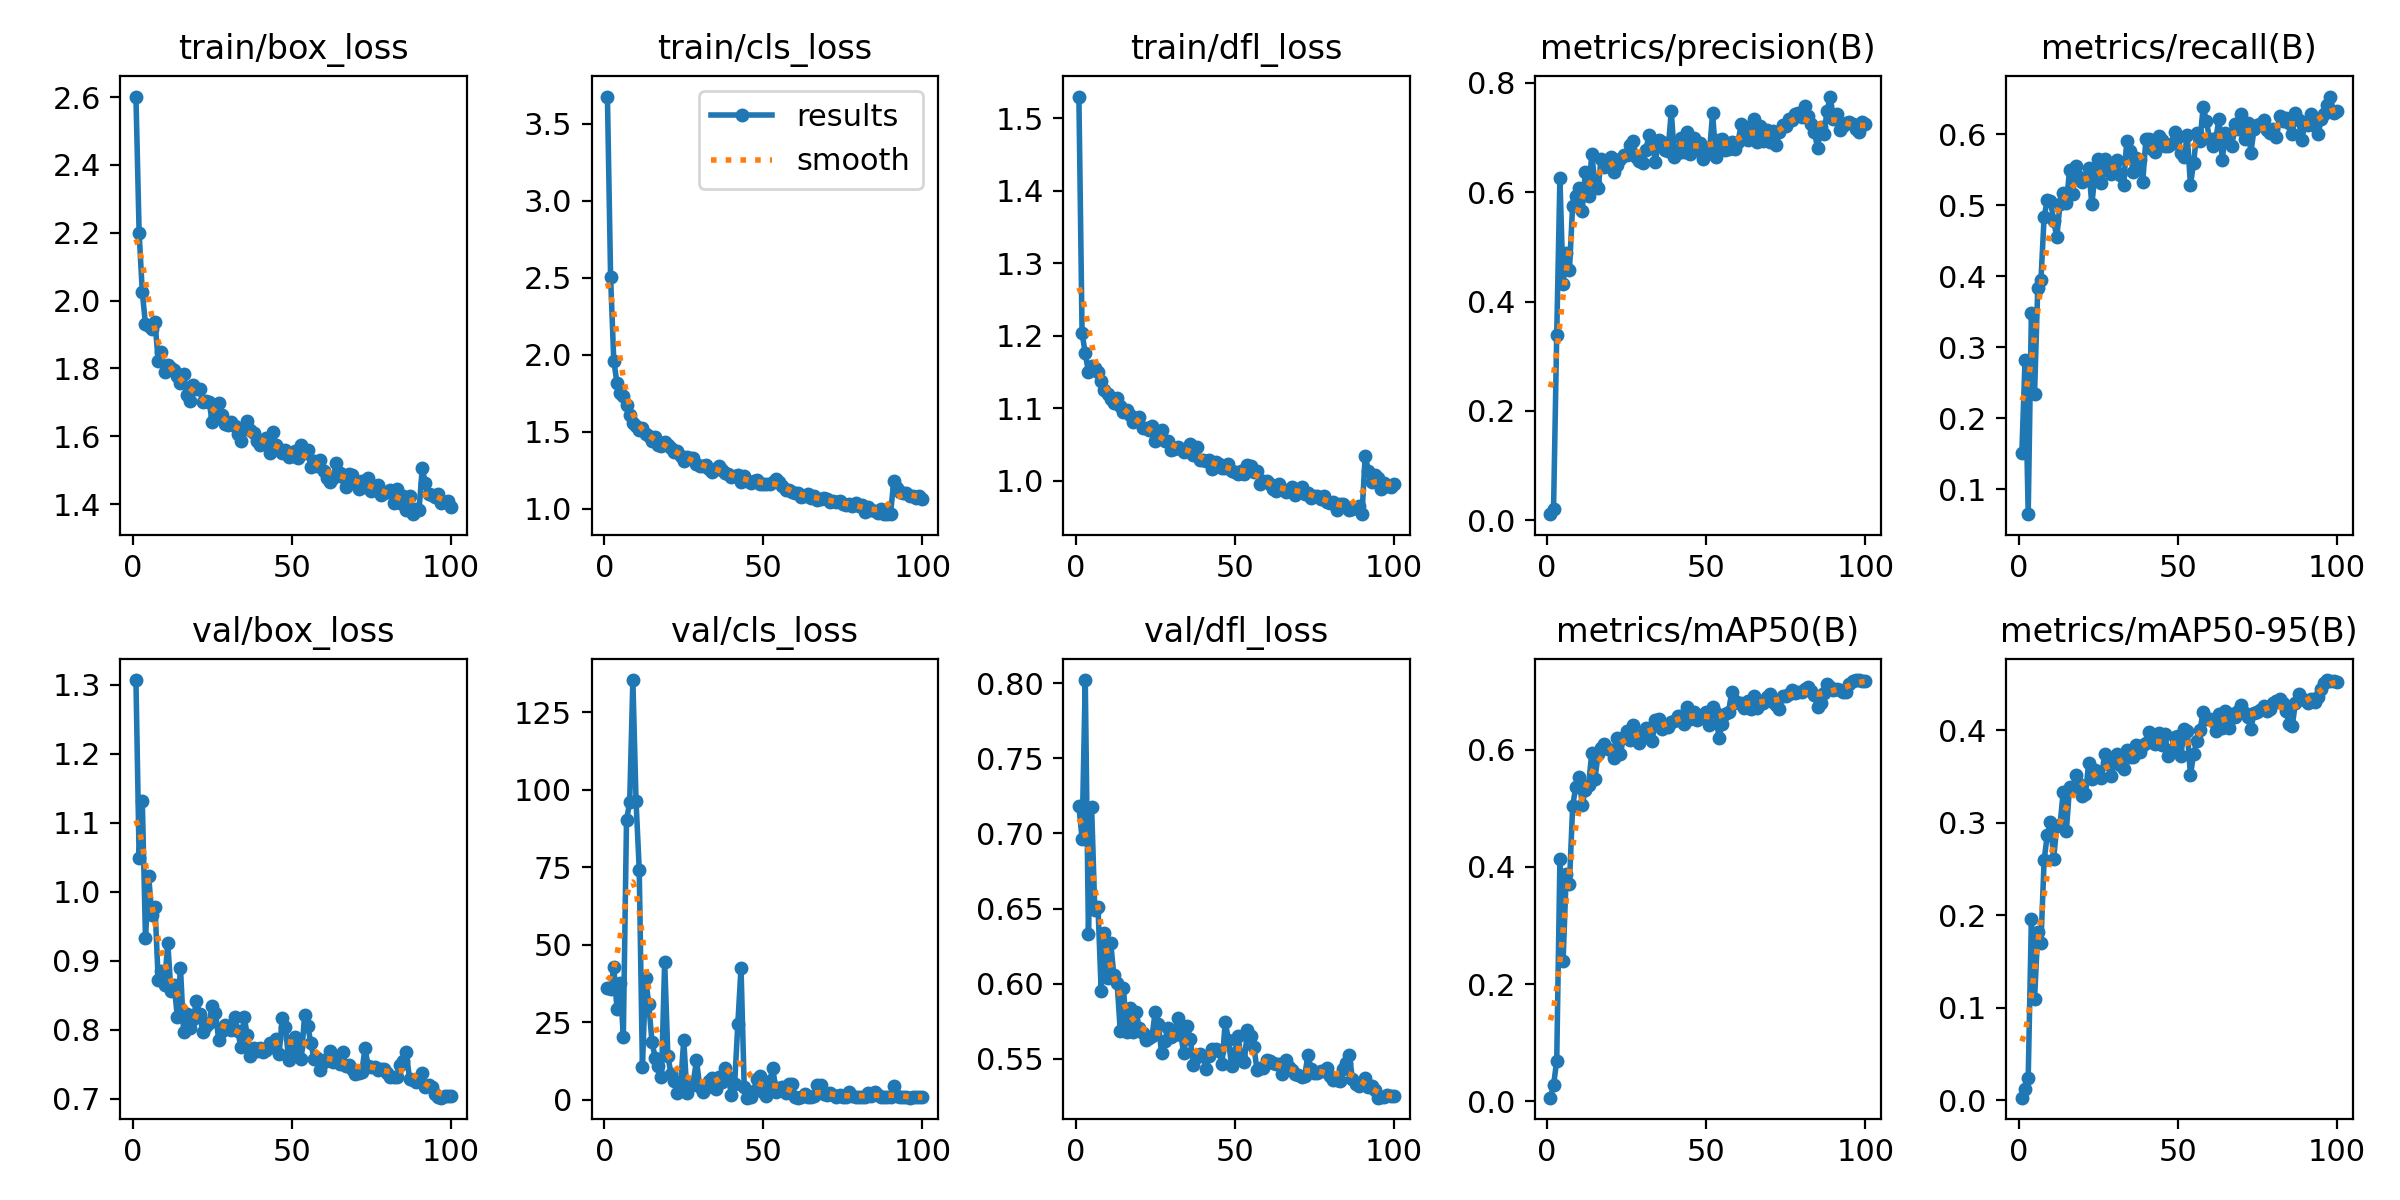 train/box_loss
2.6
2.4
2.2
2.0
1.8
1.6
1.4
0 50 100
train/cls_loss
results
smooth
3.5
3.0
2.5
2.0
1.5
1.0
0 50 100
train/dfl_loss
1.5
1.4
1.3
1.2
1.1
1.0
0 50 100
metrics/precision(B)
0.8
0.6
0.4
0.2
0.0
0 50 100
metrics/recall(B)
0.6
0.5
0.4
0.3
0.2
0.1
0 50 100
val/box_loss
1.3
1.2
1.1
1.0
0.9
0.8
0.7
0 50 100
val/cls_loss
125
100
75
50
25
0
0 50 100
val/dfl_loss
0.80
0.75
0.70
0.65
0.60
0.55
0 50 100
metrics/mAP50(B)
0.6
0.4
0.2
0.0
0 50 100
metrics/mAP50-95(B)
0.4
0.3
0.2
0.1
0.0
0 50 100